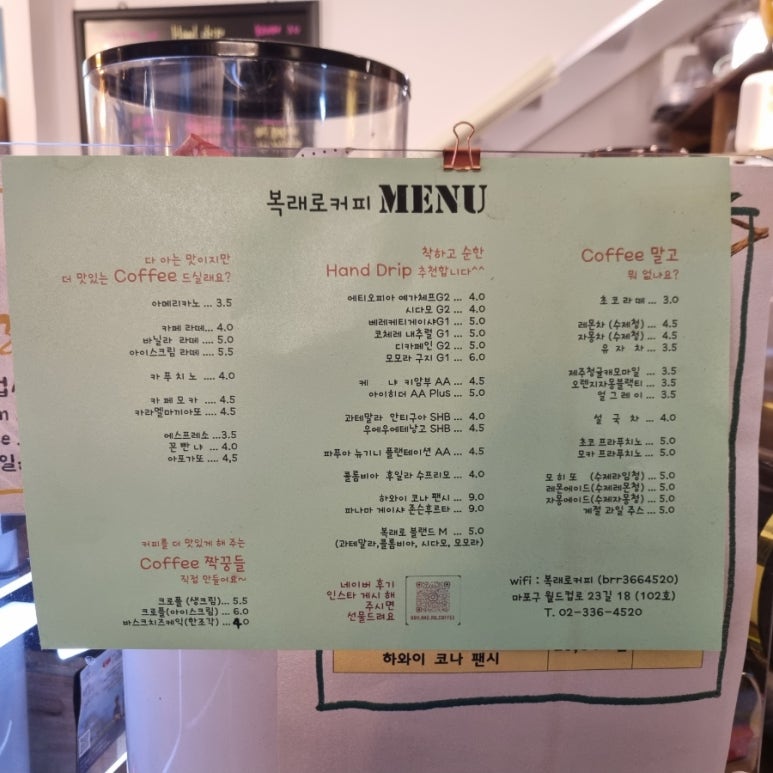 Hand drip
복래로커피 MENU
다 아는 맛이지만
더 맛있는 Coffee 드실래요?
아메리카노 ... 3.5
카페 라떼... 4.0
바닐라 라떼 ... 5.0
아이스크림 라떼 ... 5.5
카푸치노 .... 4.0
카페모카 .... 4.5
카라멜마키아또 .... 4.5
에스프레소 ...3.5
꼰빤나 ... 4.0
아포가또 .... 4.5
커피를 더 맛있게 해 주는
Coffee 짝꿍들
직접 만들어요~
크로플 (생크림)... 5.5
크로플(아이스크림) ... 6.0
바스크치즈케익(한조각) ... 4.0
착하고 순한
Hand Drip 추천합니다^^
에티오피아 예가체프G2 ... 4.0
시다모 G2 ... 4.0
벵레케티게이샤G1 ... 5.0
코체레 내추럴 G1 ... 5.0
디카페인 G2 ... 5.0
모모라 구지 G1 ... 6.0
케 냐 키암부 AA ... 4.5
아이히더 AA Plus ... 5.0
과테말라 안티구아 SHB ... 4.0
우에우에테낭고 SHB ... 4.5
파푸아 뉴기니 플랜테이션 AA ... 4.5
콜롬비아 후일라 수프리모 ... 4.0
하와이 코나 팬시 ... 9.0
파나마 게이샤 존슨후르타 ... 9.0
복래로 블랜드 M ... 5.0
(과테말라,콜롬비아, 시다모, 모모라)
네이버 후기
인스타 게시 해
주시면
선물드려요
Coffee 말고
뭐 없나요?
초코라떼 ... 3.0
레몬차 (수제청) ... 4.5
자몽차 (수제청) ... 4.5
유자차 ... 3.5
제주청귤캐모마일 ... 3.5
오렌지자몽블랙티 ... 3.5
얼그레이 ... 3.5
설국차 ... 4.0
초코 프라푸치노 ... 5.0
모카 프라푸치노 ... 5.0
모히또 (수제라임청) ... 5.0
레몬에이드(수제레몬청) ... 5.0
자몽에이드(수제자몽청) ... 5.0
계절 과일 주스 ... 5.0
wifi : 복래로커피 (brr3664520)
마포구 월드컵로 23길 18 (102호)
T. 02-336-4520
하와이 코나 팬시